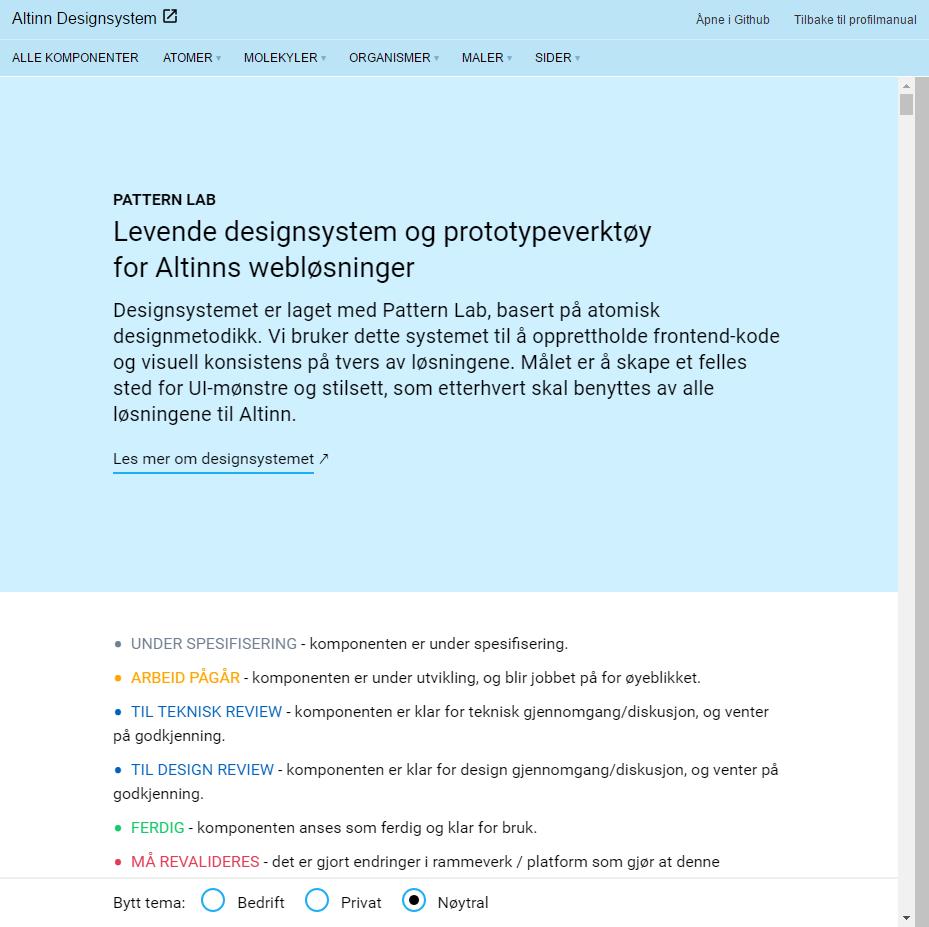 Altinn Designsystem
Åpne i Github
Tilbake til profilmanual
ALLE KOMPONENTER
ATOMER ▾
MOLEKYLER ▾
ORGANISMER ▾
MALER ▾
SIDER ▾
PATTERN LAB
Levende designsystem og prototypeverktøy
for Altinns webløsninger
Designsystemet er laget med Pattern Lab, basert på atomisk
designmetodikk. Vi bruker dette systemet til å opprettholde frontend-kode
og visuell konsistens på tvers av løsningene. Målet er å skape et felles
sted for UI-mønstre og stilsett, som etterhvert skal benyttes av alle
løsningene til Altinn.
Les mer om designsystemet ↗
• UNDER SPESIFISERING - komponenten er under spesifisering.
• ARBEID PÅGÅR - komponenten er under utvikling, og blir jobbet på for øyeblikket.
• TIL TEKNISK REVIEW - komponenten er klar for teknisk gjennomgang/diskusjon, og venter
på godkjenning.
• TIL DESIGN REVIEW - komponenten er klar for design gjennomgang/diskusjon, og venter på
godkjenning.
• FERDIG - komponenten anses som ferdig og klar for bruk.
• MÅ REVALIDERES - det er gjort endringer i rammeverk / platform som gjør at denne
Bytt tema: Bedrift Privat Nøytral